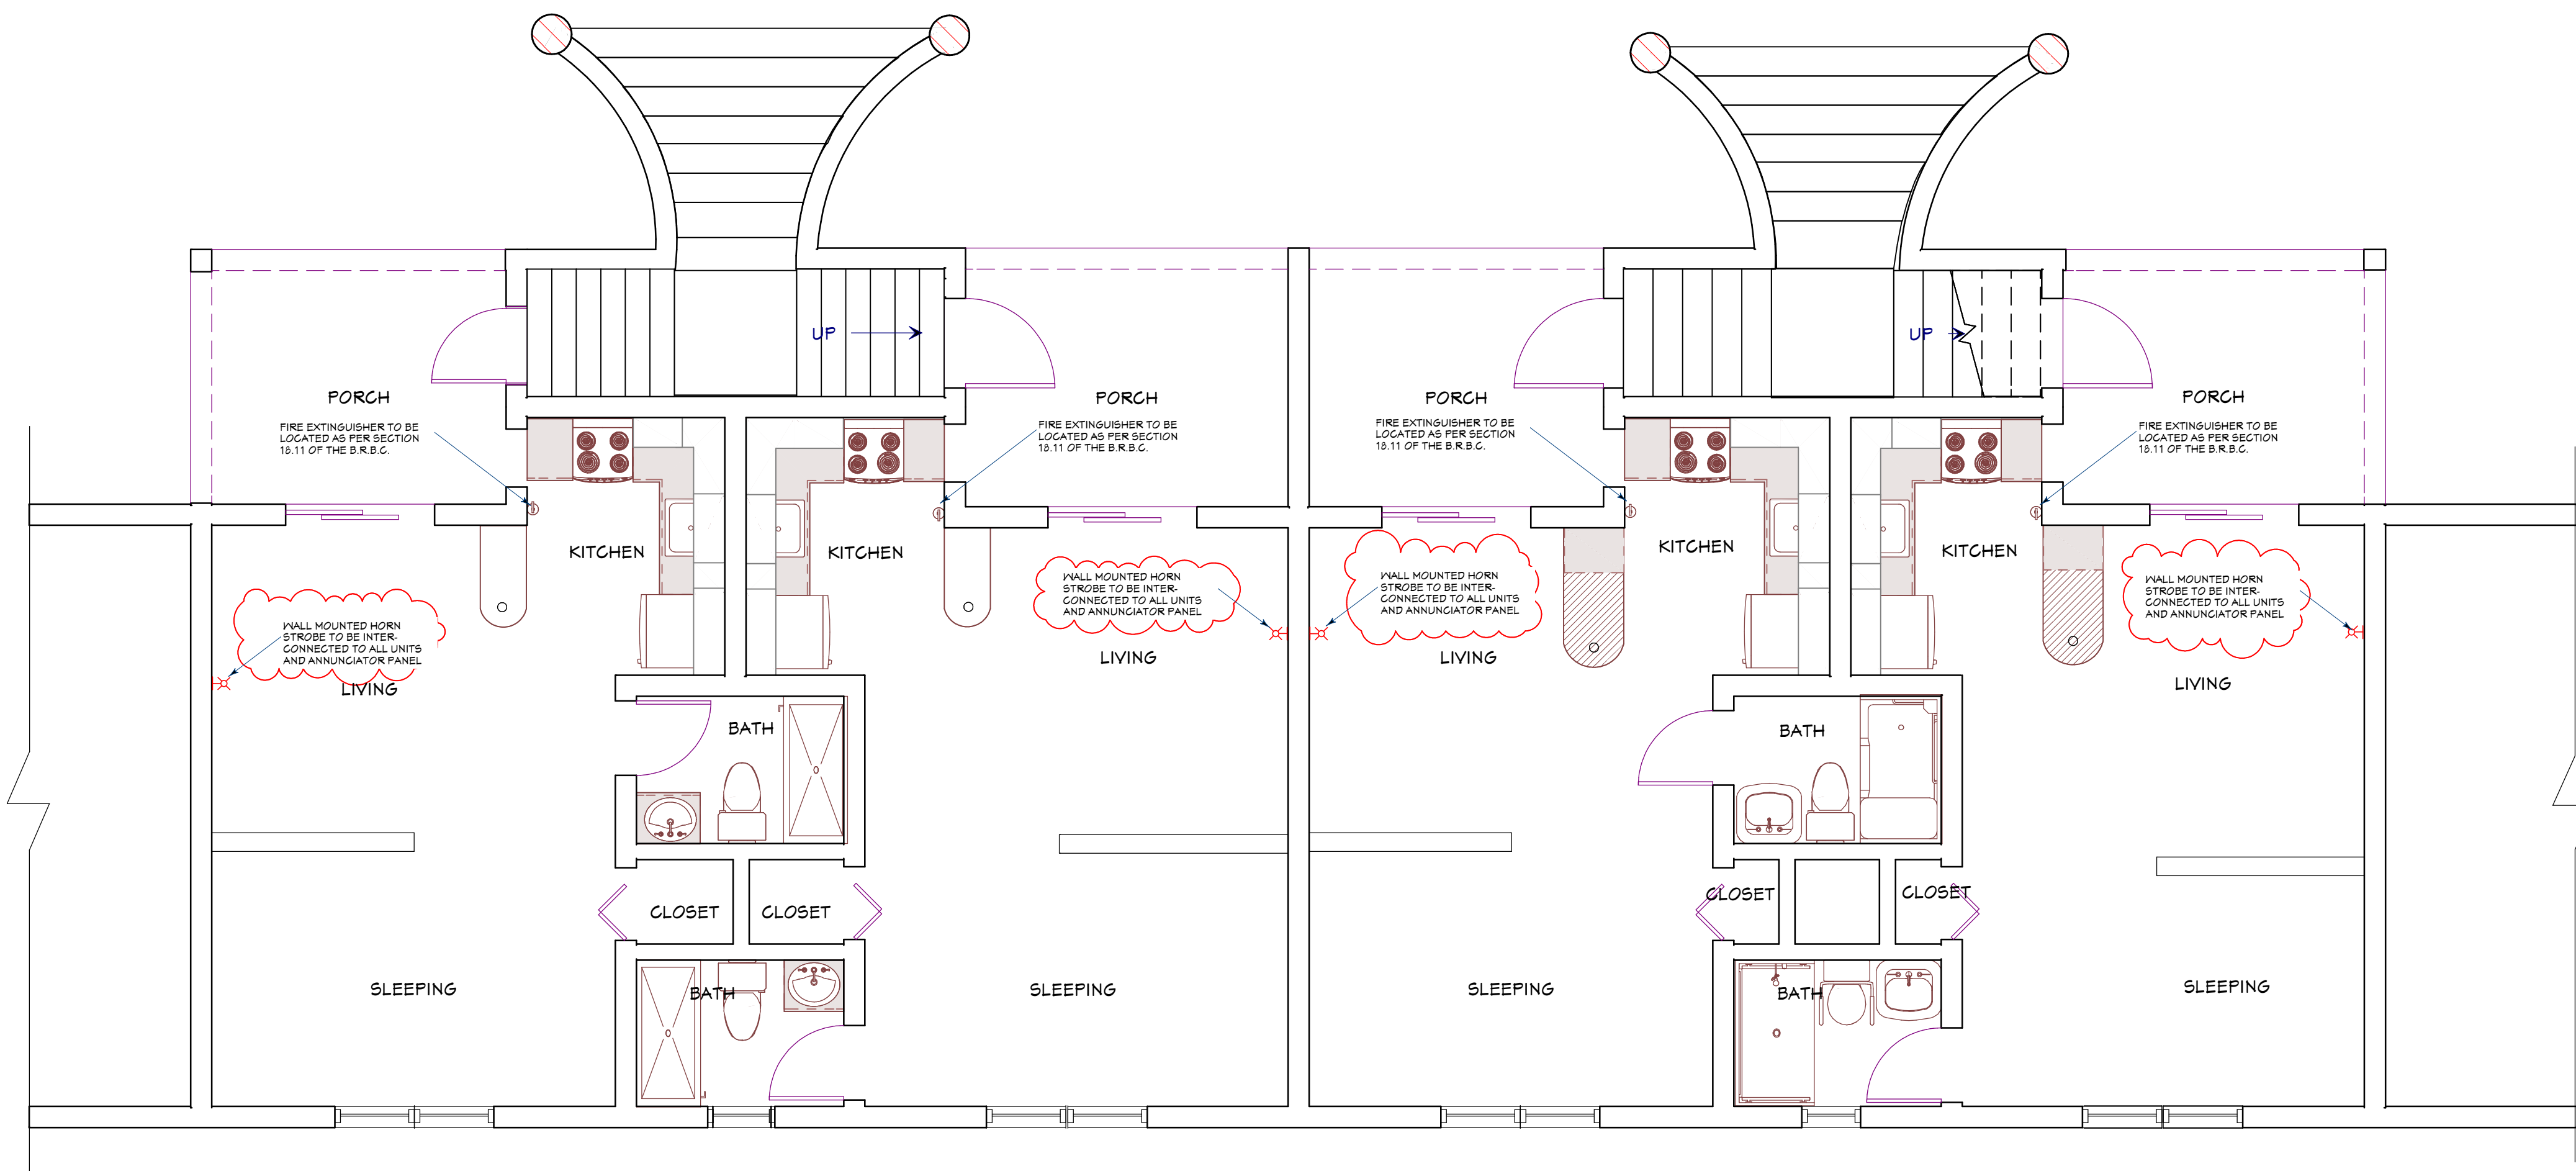 UP
UP
PORCH
FIRE EXTINGUISHER TO BE
LOCATED AS PER SECTION
18.11 OF THE B.R.B.C.
PORCH
FIRE EXTINGUISHER TO BE
LOCATED AS PER SECTION
18.11 OF THE B.R.B.C.
PORCH
FIRE EXTINGUISHER TO BE
LOCATED AS PER SECTION
18.11 OF THE B.R.B.C.
PORCH
FIRE EXTINGUISHER TO BE
LOCATED AS PER SECTION
18.11 OF THE B.R.B.C.
KITCHEN
KITCHEN
KITCHEN
KITCHEN
WALL MOUNTED HORN
STROBE TO BE INTER-
CONNECTED TO ALL UNITS
AND ANNUNCIATOR PANEL
LIVING
WALL MOUNTED HORN
STROBE TO BE INTER-
CONNECTED TO ALL UNITS
AND ANNUNCIATOR PANEL
LIVING
WALL MOUNTED HORN
STROBE TO BE INTER-
CONNECTED TO ALL UNITS
AND ANNUNCIATOR PANEL
LIVING
WALL MOUNTED HORN
STROBE TO BE INTER-
CONNECTED TO ALL UNITS
AND ANNUNCIATOR PANEL
LIVING
BATH
BATH
CLOSET
CLOSET
CLOSET
CLOSET
SLEEPING
BATH
SLEEPING
SLEEPING
BATH
SLEEPING